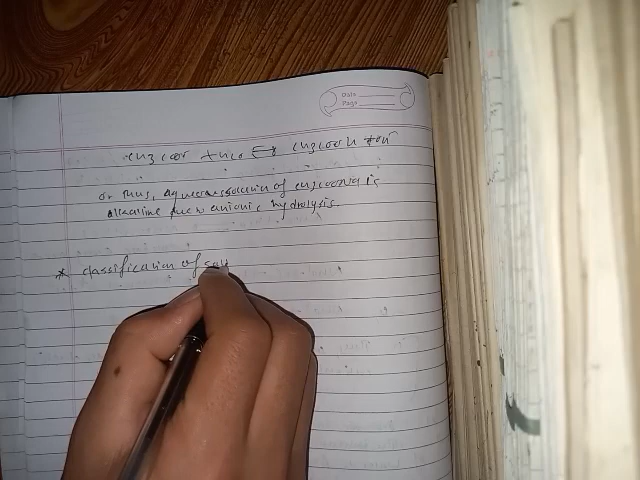 Date
Page
CH3COO⁻ + H2O ⇌ CH3COOH + OH⁻
or thus, Aqueous solution of CH3COONa is
alkaline due to anionic hydrolysis.
* classification of